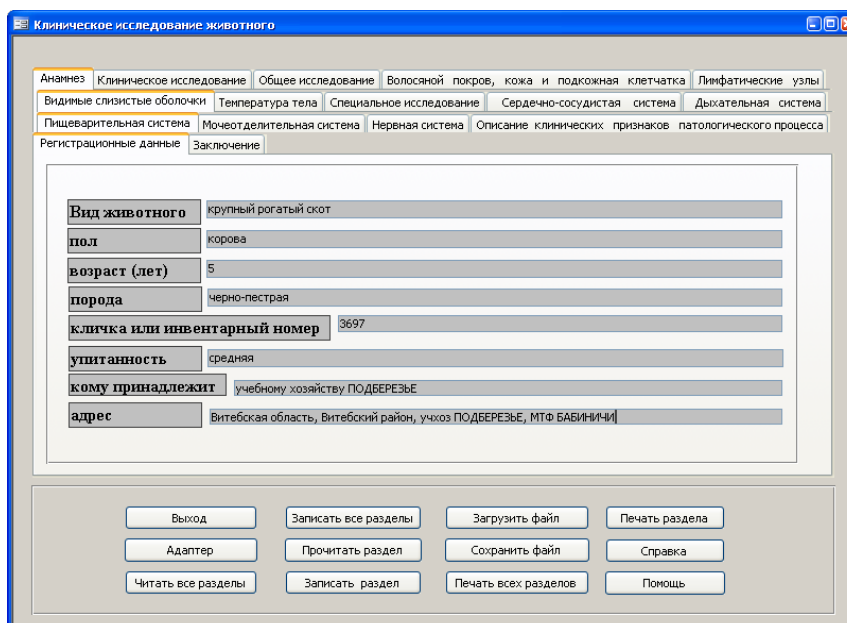 Клиническое исследование животного
Анамнез Клиническое исследование Общее исследование Волосяной покров, кожа и подкожная клетчатка Лимфатические узлы
Видимые слизистые оболочки Температура тела Специальное исследование Сердечно-сосудистая система Дыхательная система
Пищеварительная система Мочеотделительная система Нервная система Описание клинических признаков патологического процесса
Регистрационные данные Заключение
Вид животного крупный рогатый скот
пол корова
возраст (лет) 5
порода черно-пестрая
кличка или инвентарный номер 3697
упитанность средняя
кому принадлежит учебному хозяйству ПОДБЕРЕЗЬЕ
адрес Витебская область, Витебский район, учхоз ПОДБЕРЕЗЬЕ, МТФ БАБИНИЧИ
Выход Записать все разделы Загрузить файл Печать раздела
Адаптер Прочитать раздел Сохранить файл Справка
Читать все разделы Записать раздел Печать всех разделов Помощь